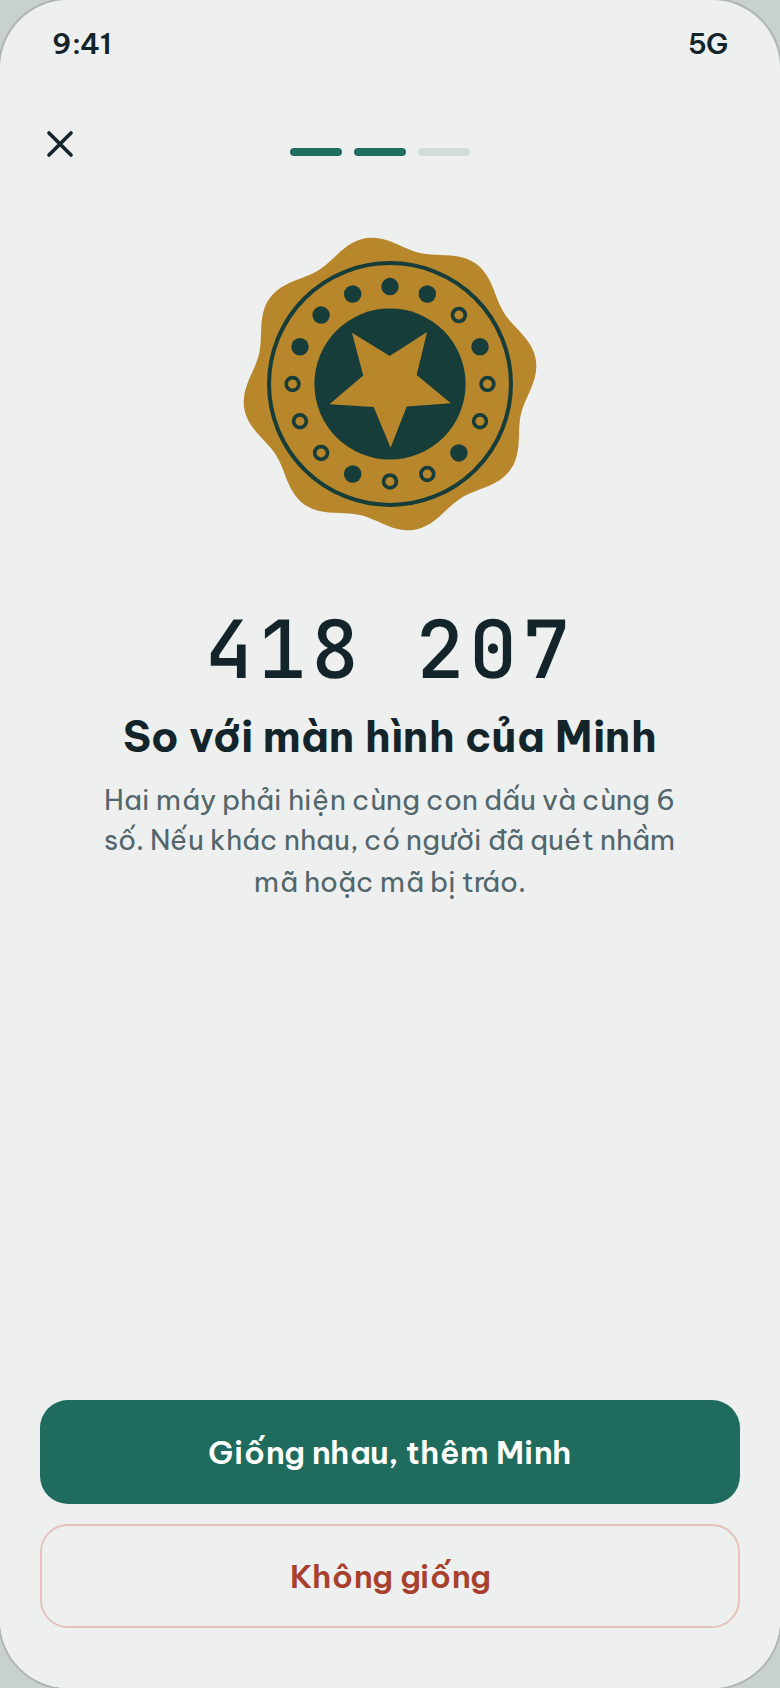 9:41
5G
418 207
So với màn hình của Minh
Hai máy phải hiện cùng con dấu và cùng 6
số. Nếu khác nhau, có người đã quét nhầm
mã hoặc mã bị tráo.
Giống nhau, thêm Minh
Không giống